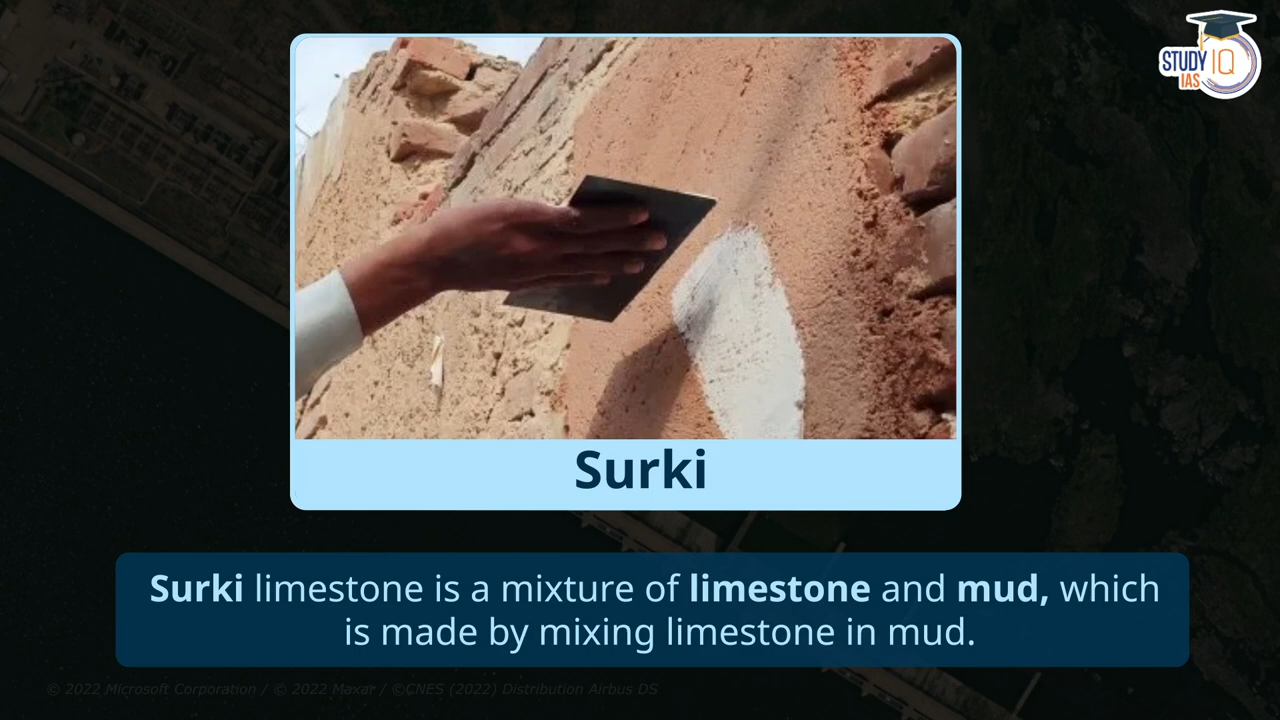 STUDY IQ
IAS
Surki
Surki limestone is a mixture of limestone and mud, which
is made by mixing limestone in mud.
© 2022 Microsoft Corporation / © 2022 Maxar / ©CNES (2022) Distribution Airbus DS